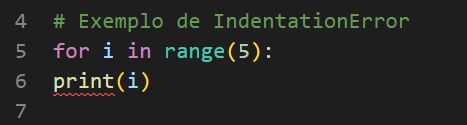 4 # Exemplo de IndentationError
5 for i in range(5):
6 print(i)
7